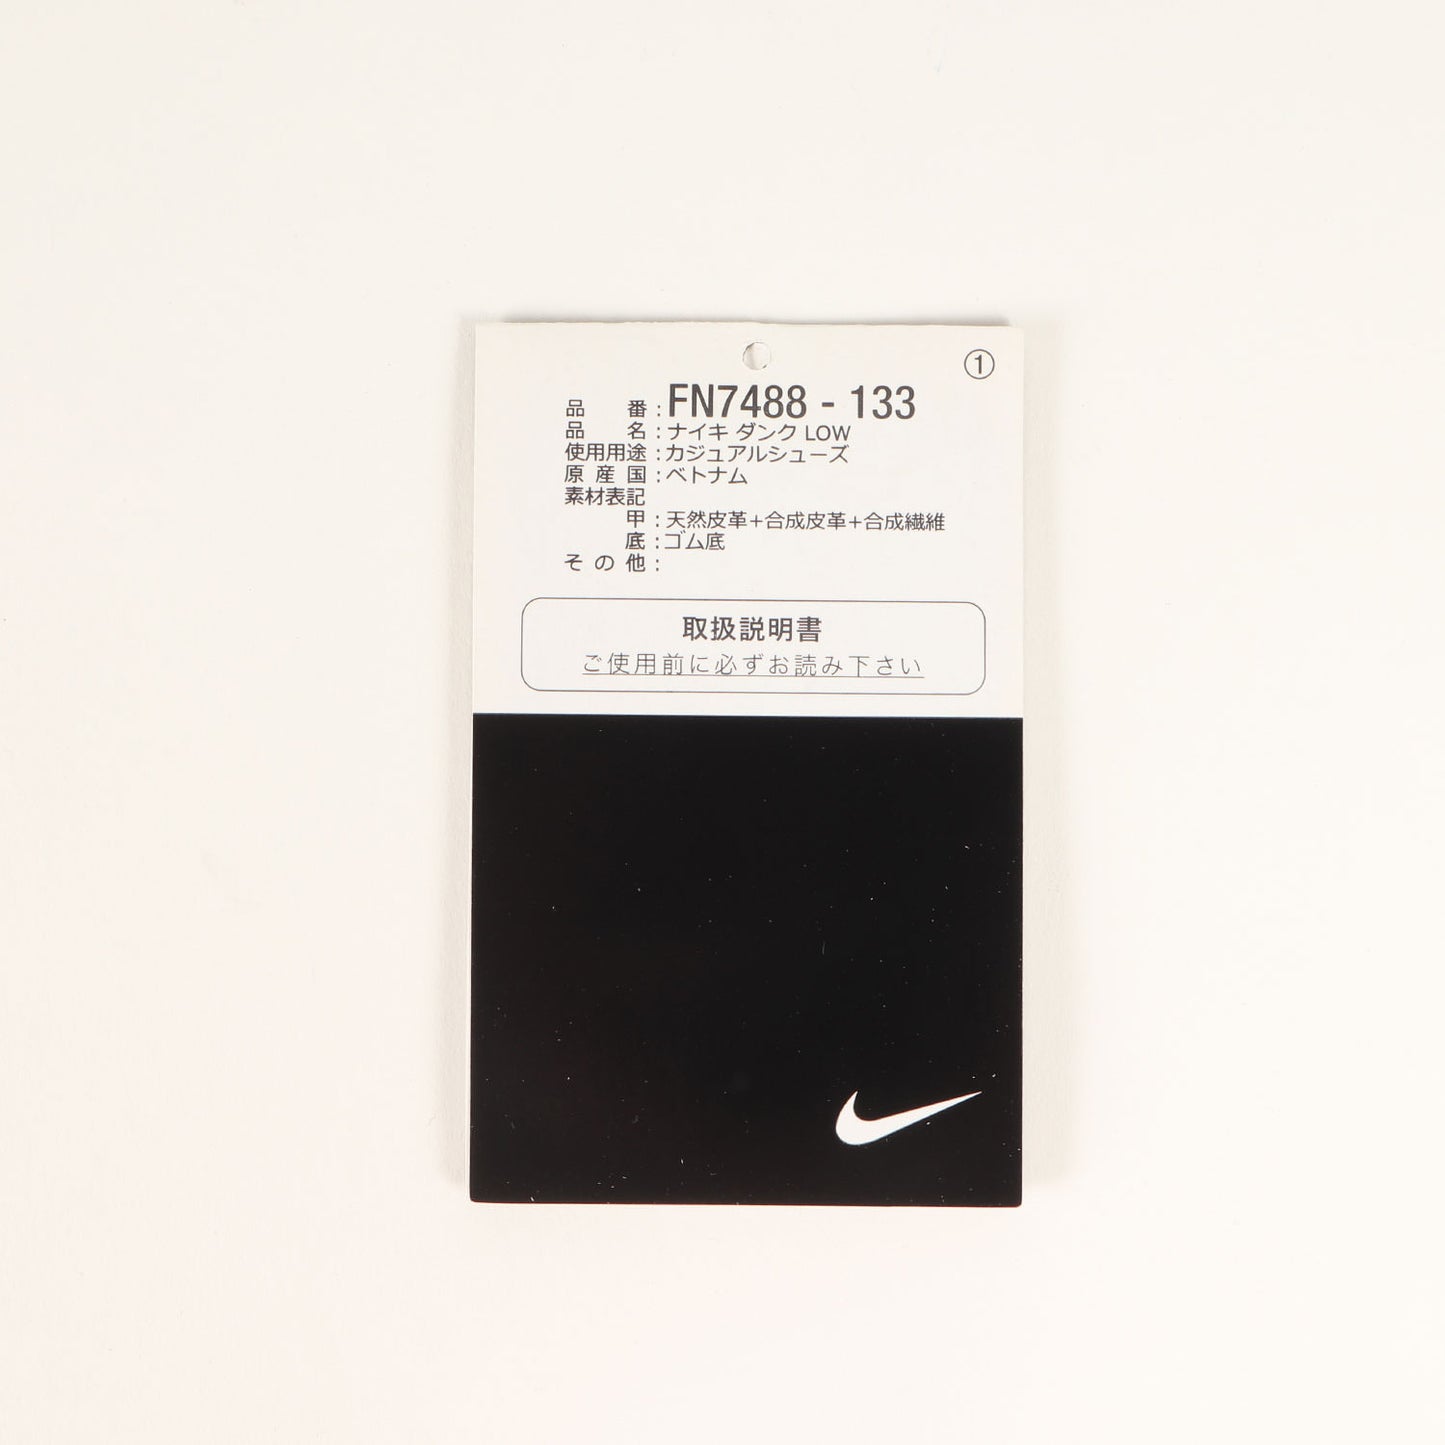 ①
品番:FN7488 - 133
品名:ナイキ ダンク LOW
使用用途:カジュアルシューズ
原産国:ベトナム
素材表記
甲:天然皮革+合成皮革+合成繊維
底:ゴム底
その他:
取扱説明書
ご使用前に必ずお読み下さい